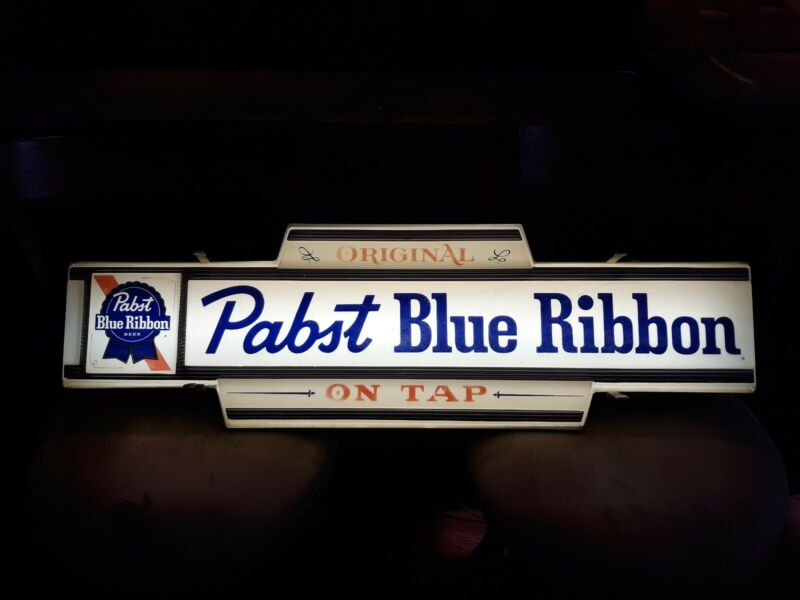 ORIGINAL
Pabst
Blue Ribbon
BEER
Pabst Blue Ribbon
ON TAP